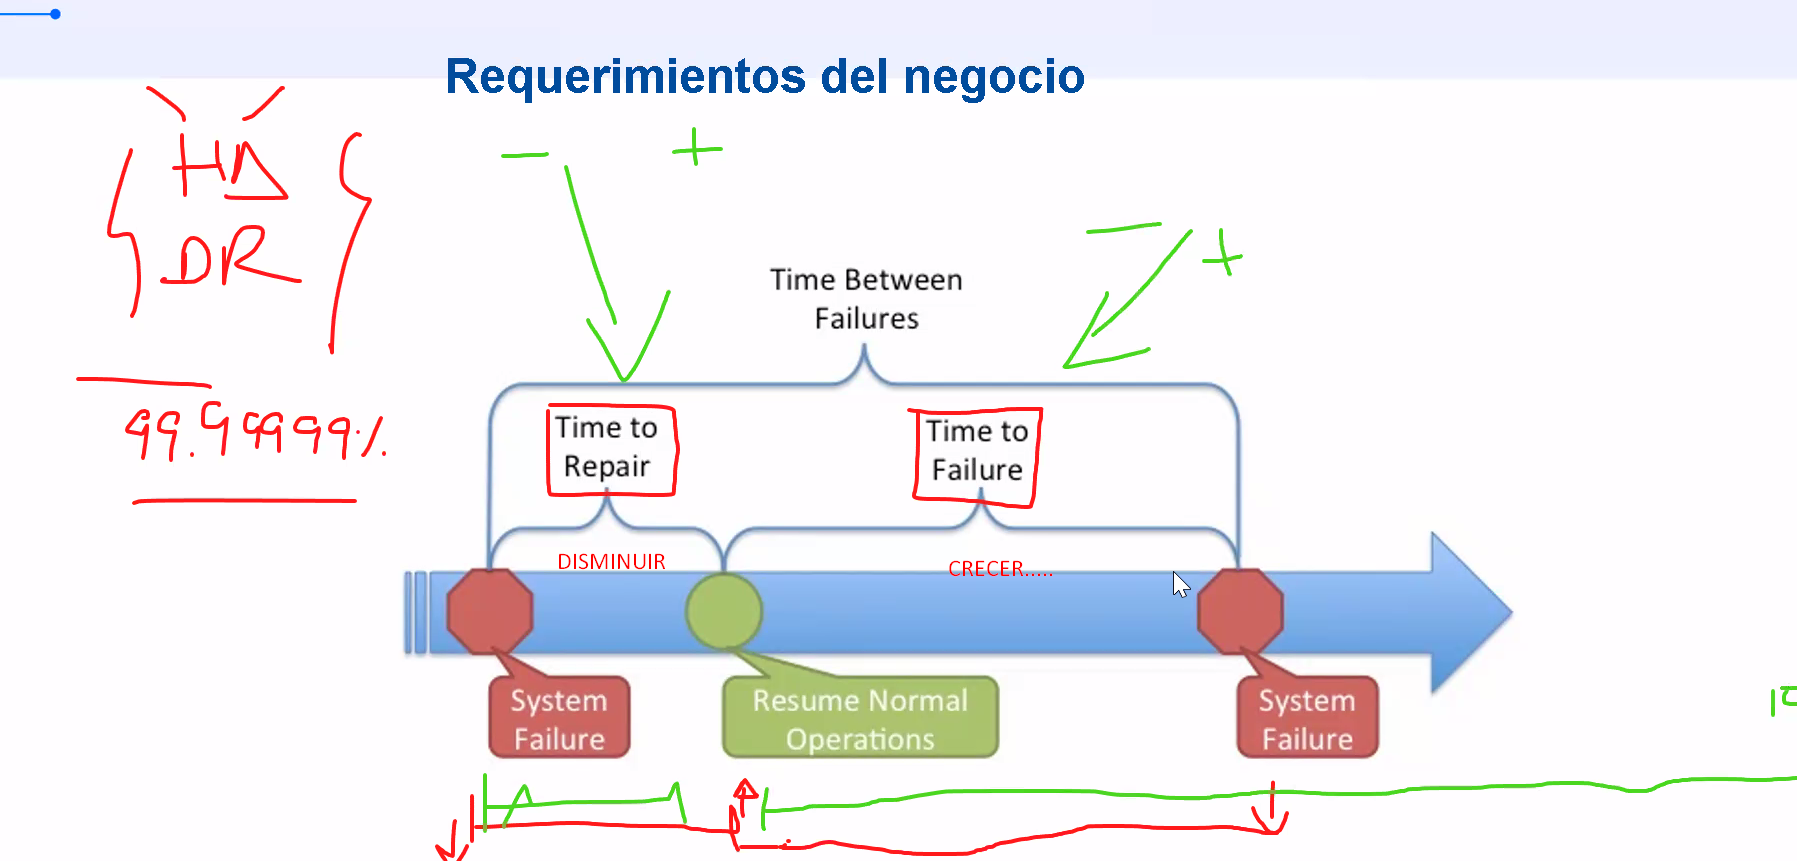 Requerimientos del negocio
HA
DR
99.99999%
- +
- +
Time Between
Failures
Time to
Repair
Time to
Failure
DISMINUIR
CRECER.....
System
Failure
Resume Normal
Operations
System
Failure